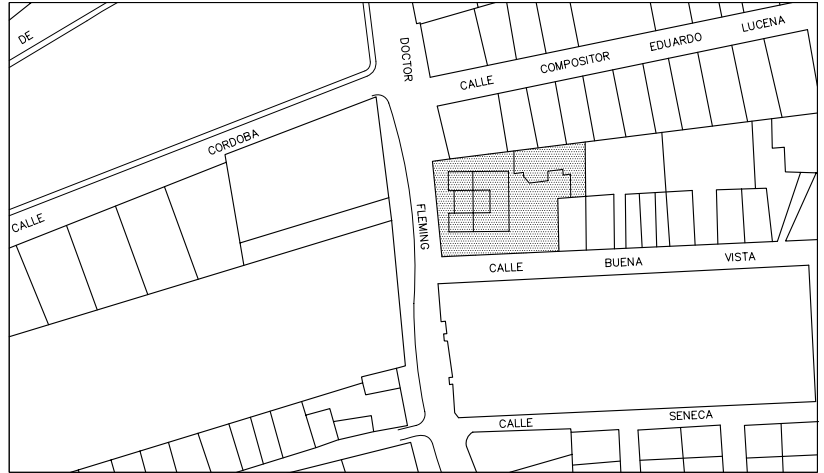 DE
DOCTOR
FLEMING
CALLE COMPOSITOR EDUARDO LUCENA
CALLE CORDOBA
CALLE BUENA VISTA
CALLE SENECA